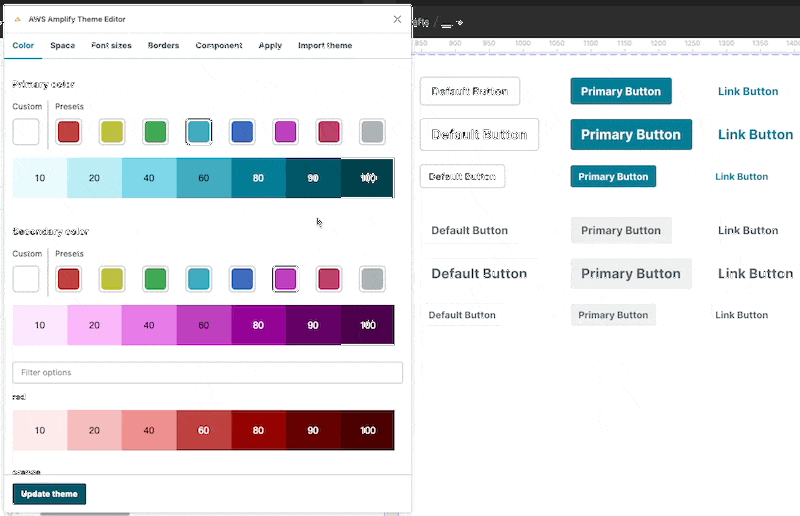 AWS Amplify Theme Editor
Color Space Font sizes Borders Component Apply Import theme
Primary color
Custom Presets
10 20 40 60 80 90 100
Secondary color
Custom Presets
10 20 40 60 80 90 100
Filter options
red
10 20 40 60 80 90 100
Update theme
850 900 950 1000 1050 1100 1150 1200 1250 1300 1350 1400
Default Button Primary Button Link Button
Default Button Primary Button Link Button
Default Button Primary Button Link Button
Default Button Primary Button Link Button
Default Button Primary Button Link Button
Default Button Primary Button Link Button